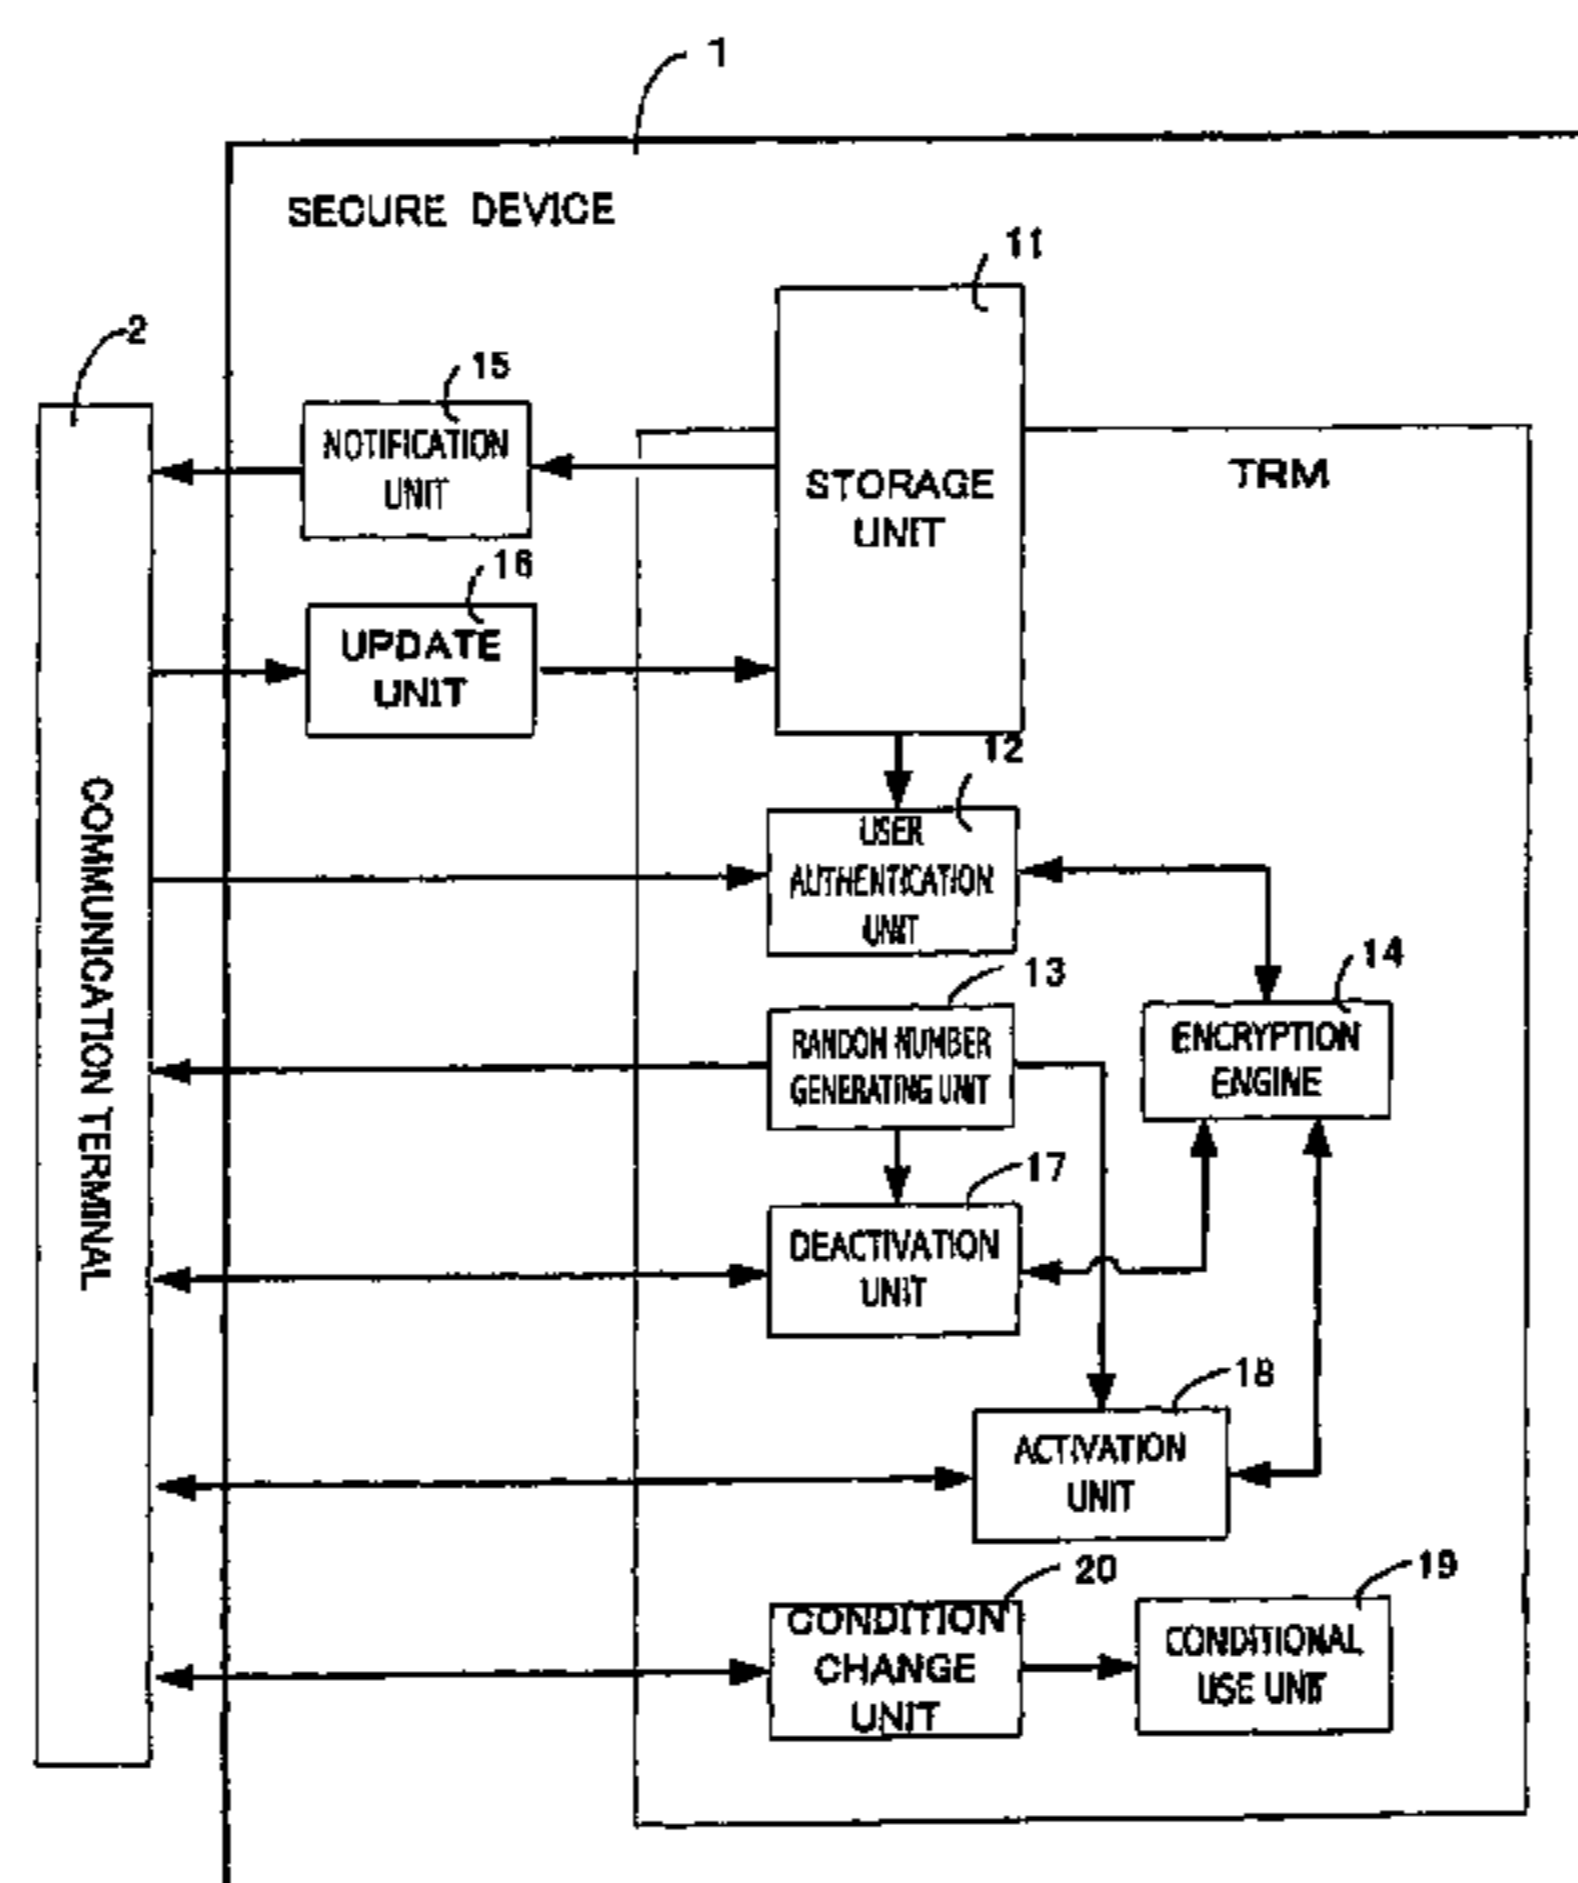 1
SECURE DEVICE
11
2
15
NOTIFICATION
UNIT
TRM
STORAGE
UNIT
16
UPDATE
UNIT
12
USER
AUTHENTICATION
UNIT
COMMUNICATION TERMINAL
13
14
RANDON NUMBER
GENERATING UNIT
ENCRYPTION
ENGINE
17
DEACTIVATION
UNIT
18
ACTIVATION
UNIT
20
19
CONDITION
CHANGE
UNIT
CONDITIONAL
USE UNIT